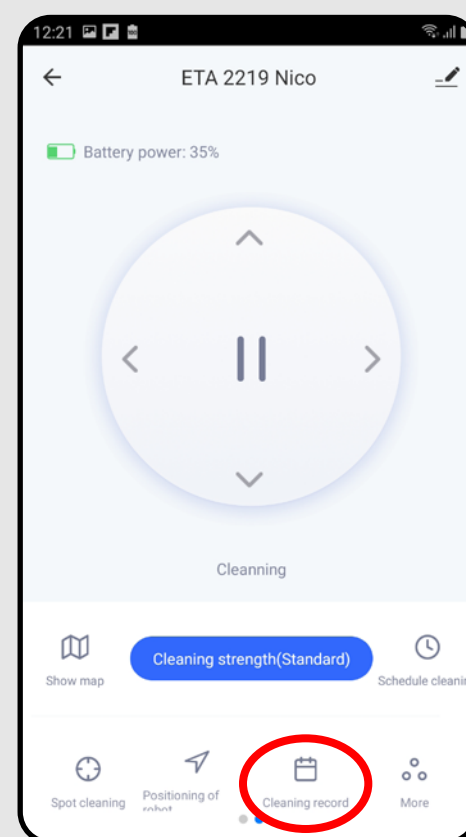 12:21
ETA 2219 Nico
Battery power: 35%
Cleanning
Cleaning strength(Standard)
Show map
Schedule cleanin
Spot cleaning
Positioning of
robot
Cleaning record
More